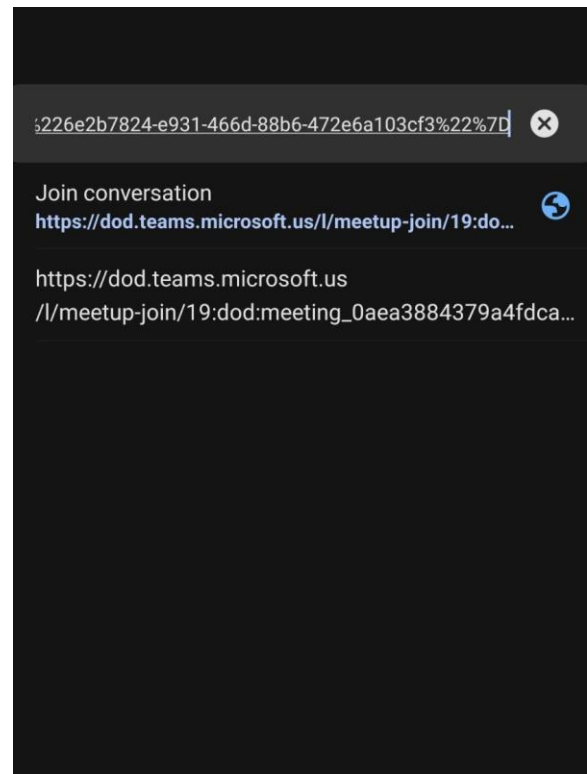 %226e2b7824-e931-466d-88b6-472e6a103cf3%22%7D
Join conversation
https://dod.teams.microsoft.us/l/meetup-join/19:do...
https://dod.teams.microsoft.us
/l/meetup-join/19:dod:meeting_0aea3884379a4fdca...